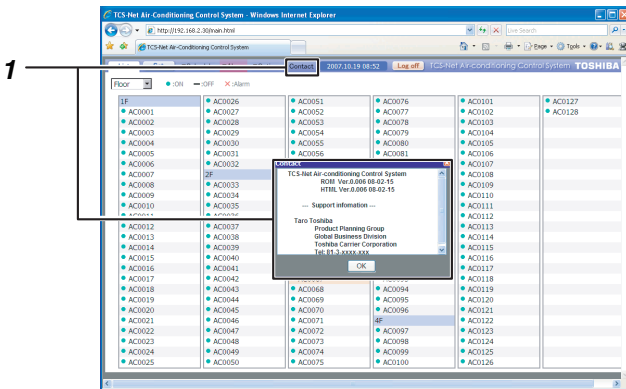 TCS-Net Air-Conditioning Control System - Windows Internet Explorer
http://192.168.2.30/main.html
Live Search
TCS-Net Air-Conditioning Control System
Page
Tools
1
Contact
2007.10.19 08:52
Log off
TCS-Net Air-conditioning Control System TOSHIBA
Floor
:ON
:OFF
:Alarm
1F
AC0001
AC0002
AC0003
AC0004
AC0005
AC0006
AC0007
AC0008
AC0009
AC0010
AC0011
AC0012
AC0013
AC0014
AC0015
AC0016
AC0017
AC0018
AC0019
AC0020
AC0021
AC0022
AC0023
AC0024
AC0025
AC0026
AC0027
AC0028
AC0029
AC0030
AC0031
AC0032
2F
AC0033
AC0034
AC0035
AC0037
AC0038
AC0039
AC0040
AC0041
AC0042
AC0043
AC0044
AC0045
AC0046
AC0047
AC0048
AC0049
AC0050
AC0051
AC0052
AC0053
AC0054
AC0055
AC0056
Contact
TCS-Net Air-conditioning Control System
ROM Ver.0.006 08-02-15
HTML Ver.0.006 08-02-15
--- Support infomation ---
Taro Toshiba
Product Planning Group
Global Business Division
Toshiba Carrier Corporation
Tel: 81-3-xxxx-xxx
OK
AC0068
AC0069
AC0070
AC0071
AC0072
AC0073
AC0074
AC0075
AC0076
AC0077
AC0078
AC0079
AC0080
AC0081
AC0094
AC0095
AC0096
4F
AC0097
AC0098
AC0099
AC0100
AC0101
AC0102
AC0103
AC0104
AC0105
AC0106
AC0107
AC0108
AC0109
AC0110
AC0111
AC0112
AC0113
AC0114
AC0115
AC0116
AC0117
AC0118
AC0119
AC0120
AC0121
AC0122
AC0123
AC0124
AC0125
AC0126
AC0127
AC0128